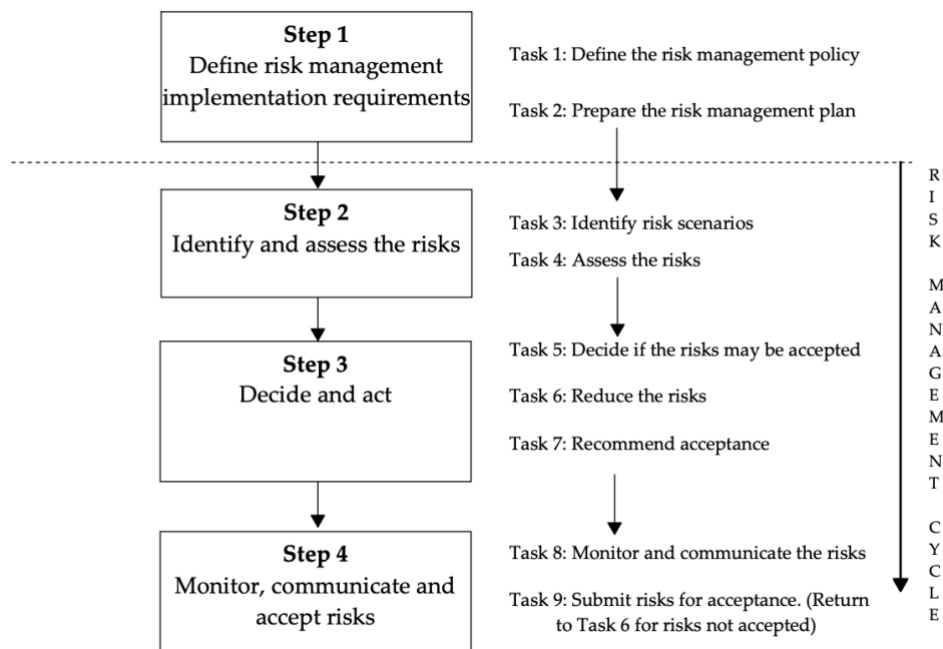 Step 1
Define risk management
implementation requirements
Task 1: Define the risk management policy
Task 2: Prepare the risk management plan
Step 2
Identify and assess the risks
Task 3: Identify risk scenarios
Task 4: Assess the risks
Step 3
Decide and act
Task 5: Decide if the risks may be accepted
Task 6: Reduce the risks
Task 7: Recommend acceptance
Step 4
Monitor, communicate and
accept risks
Task 8: Monitor and communicate the risks
Task 9: Submit risks for acceptance. (Return
to Task 6 for risks not accepted)
RISK MANAGEMENT CYCLE